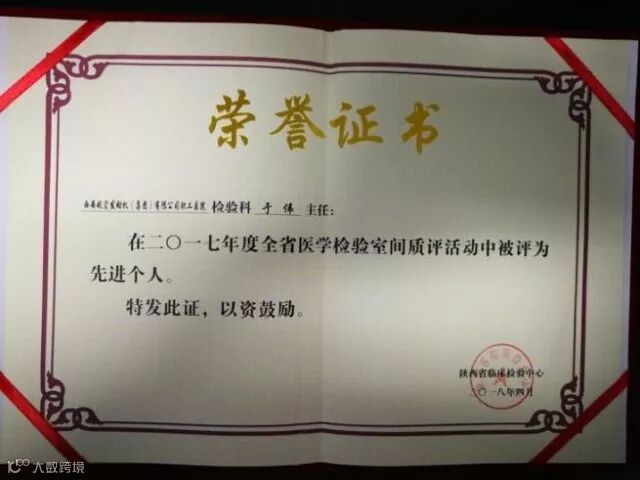 荣誉证书
西安航空发动机（集团）有限公司职工医院 检验科 于伟 主任：
在二〇一七年度全省医学检验室间质评活动中被评为
先进个人。
特发此证，以资鼓励。
陕西省临床检验中心
二〇一八年四月
大数跨境